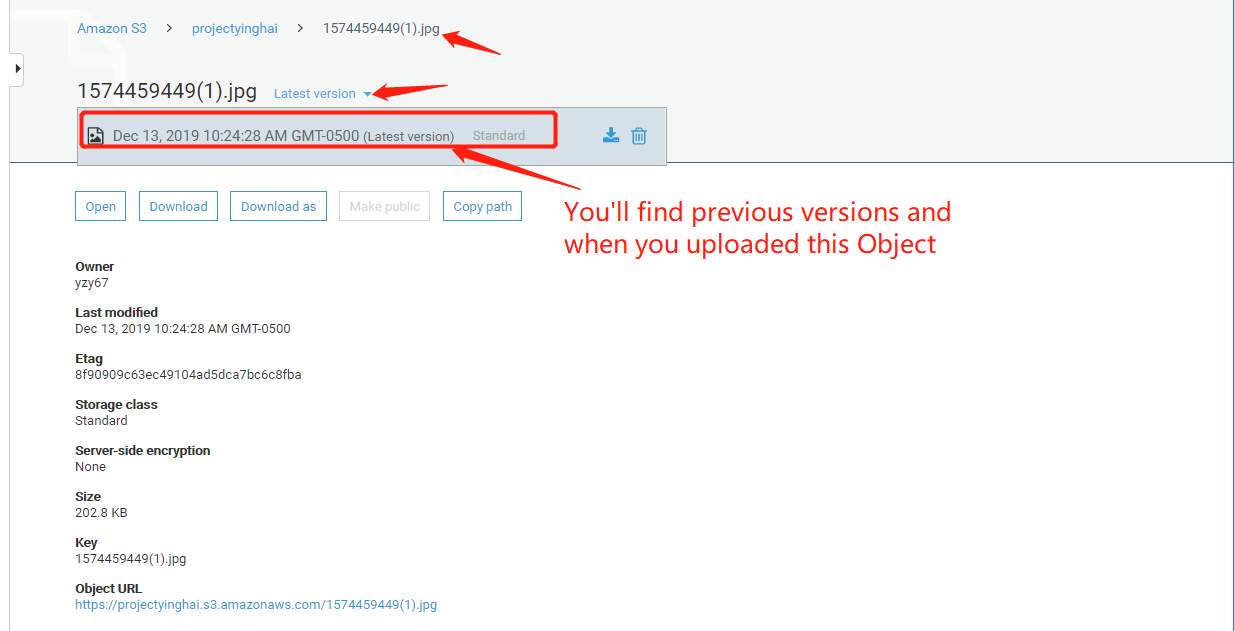 Amazon S3 > projectyinghai > 1574459449(1).jpg
1574459449(1).jpg Latest version
Dec 13, 2019 10:24:28 AM GMT-0500 (Latest version) Standard
Open Download Download as Make public Copy path
You'll find previous versions and
when you uploaded this Object
Owner
yzy67
Last modified
Dec 13, 2019 10:24:28 AM GMT-0500
Etag
8f90909c63ec49104ad5dca7bc6c8fba
Storage class
Standard
Server-side encryption
None
Size
202.8 KB
Key
1574459449(1).jpg
Object URL
https://projectyinghai.s3.amazonaws.com/1574459449(1).jpg